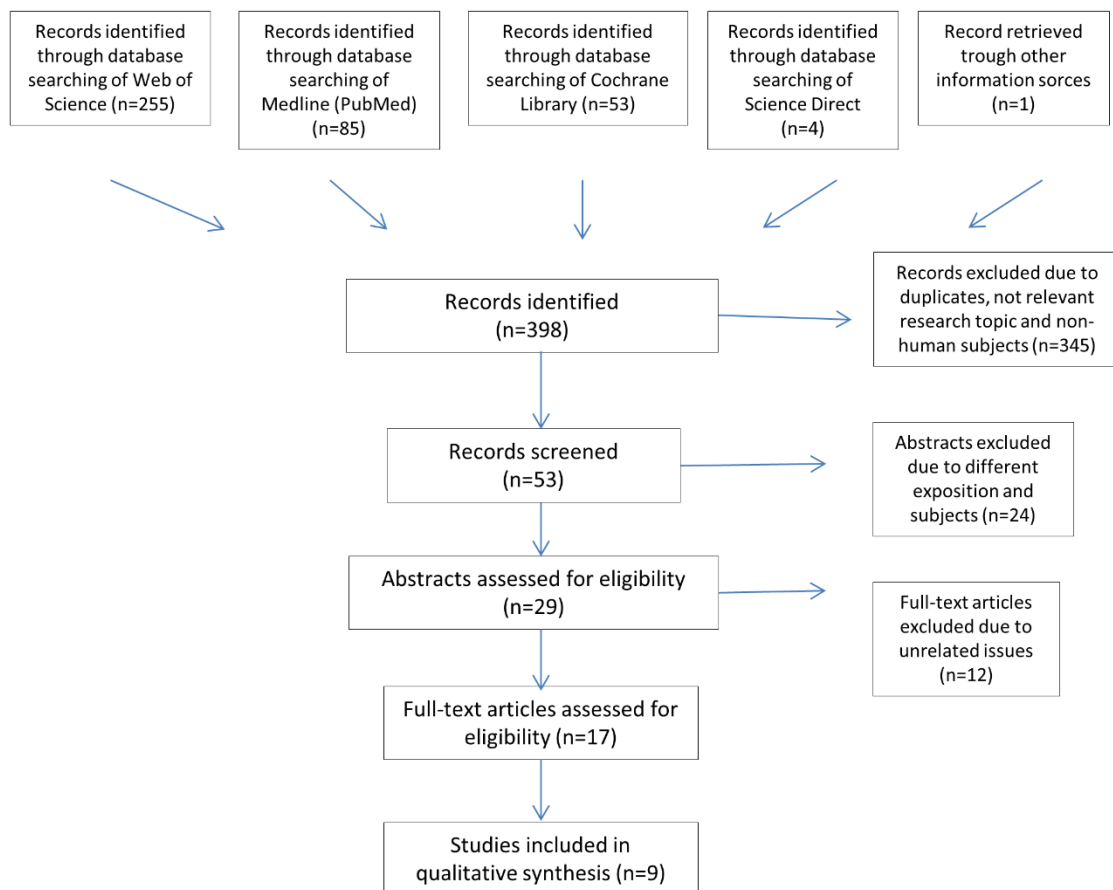 Records identified
through database
searching of Web of
Science (n=255)
Records identified
through database
searching of
Medline (PubMed)
(n=85)
Records identified
through database
searching of Cochrane
Library (n=53)
Records identified
through database
searching of
Science Direct
(n=4)
Record retrieved
trough other
information sorces
(n=1)
Records identified
(n=398)
Records excluded due to
duplicates, not relevant
research topic and non-
human subjects (n=345)
Records screened
(n=53)
Abstracts excluded
due to different
exposition and
subjects (n=24)
Abstracts assessed for eligibility
(n=29)
Full-text articles
excluded due to
unrelated issues
(n=12)
Full-text articles assessed for
eligibility (n=17)
Studies included in
qualitative synthesis (n=9)